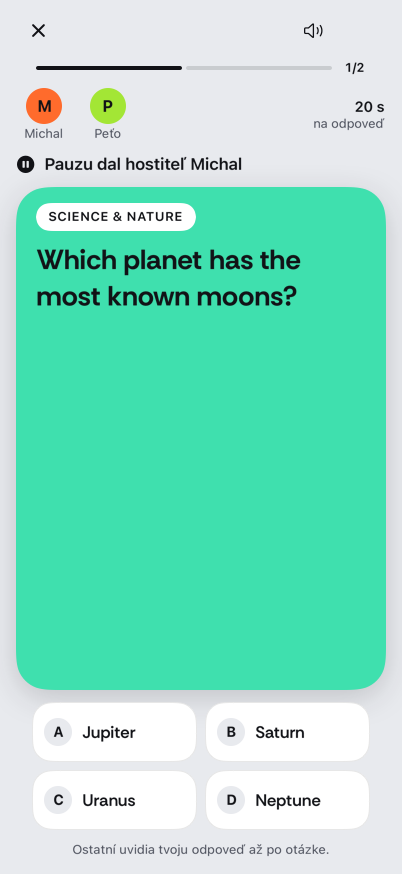 1/2
M
P
Michal
Peťo
20 s
na odpoveď
Pauzu dal hostiteľ Michal
SCIENCE & NATURE
Which planet has the
most known moons?
A Jupiter
B Saturn
C Uranus
D Neptune
Ostatní uvidia tvoju odpoveď až po otázke.